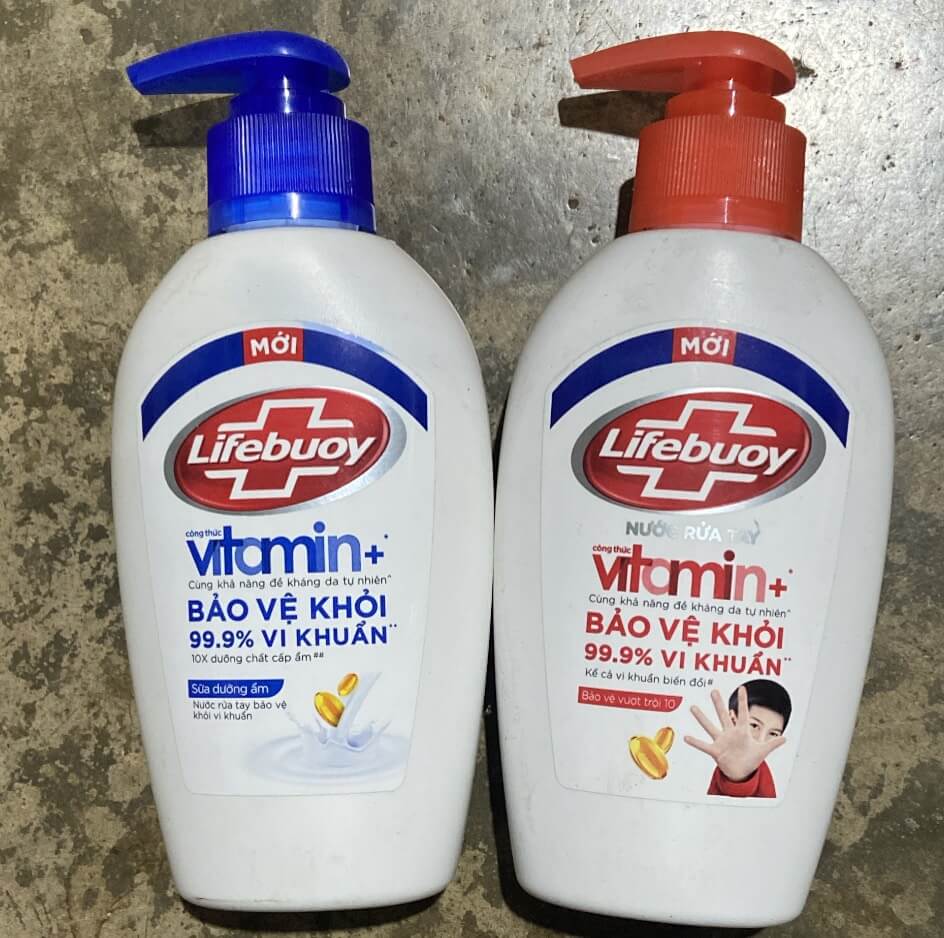 MỚI
Lifebuoy
công thức
vitamin+*
Cùng khả năng đề kháng da tự nhiên^
BẢO VỆ KHỎI
99.9% VI KHUẨN**
10X dưỡng chất cấp ẩm##
Sữa dưỡng ẩm
Nước rửa tay bảo vệ
khỏi vi khuẩn
MỚI
Lifebuoy
NƯỚC RỬA TAY
công thức
vitamin+*
Cùng khả năng đề kháng da tự nhiên^
BẢO VỆ KHỎI
99.9% VI KHUẨN**
Kể cả vi khuẩn biến đổi#
Bảo vệ vượt trội 10